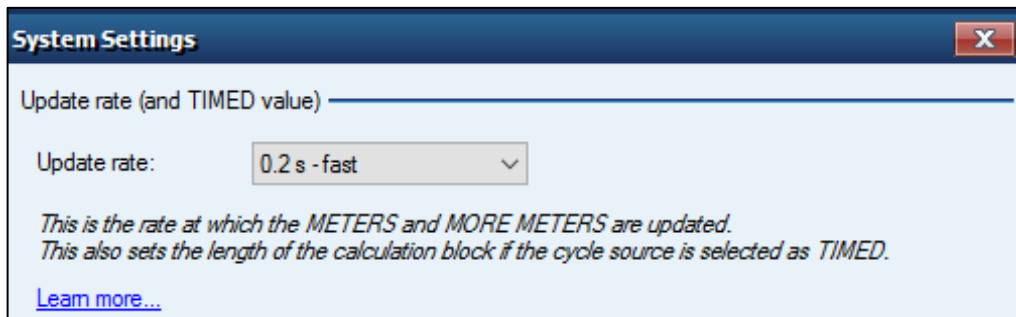 System Settings
Update rate (and TIMED value)
Update rate:
0.2 s - fast
This is the rate at which the METERS and MORE METERS are updated.
This also sets the length of the calculation block if the cycle source is selected as TIMED.
Learn more...